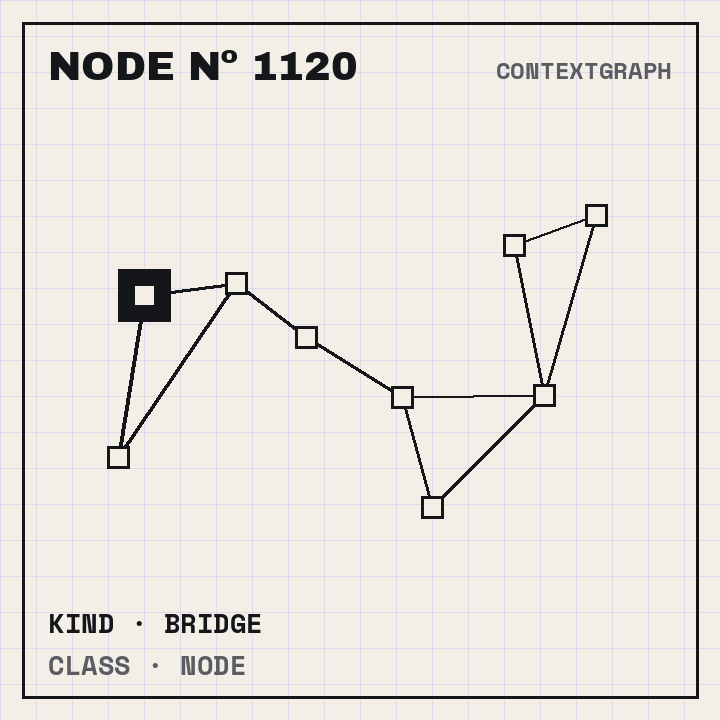 NODE Nº 1120
CONTEXTGRAPH
KIND · BRIDGE
CLASS · NODE